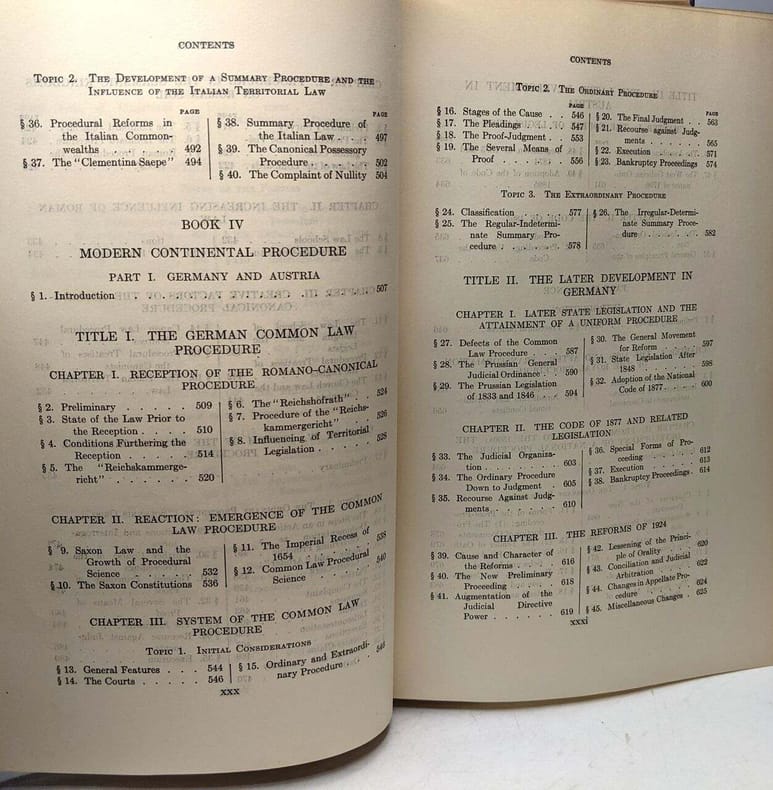 CONTENTS
TOPIC 2. THE DEVELOPMENT OF A SUMMARY PROCEDURE AND THE
INFLUENCE OF THE ITALIAN TERRITORIAL LAW
PAGE
§ 36. Procedural Reforms in
the Italian Common-
wealths . . . . . 492
§ 37. The "Clementina Saepe" 494
PAGE
§ 38. Summary Procedure of
the Italian Law . . . 497
§ 39. The Canonical Possessory
Procedure . . . . . 502
§ 40. The Complaint of Nullity 504
BOOK IV
MODERN CONTINENTAL PROCEDURE
PART I. GERMANY AND AUSTRIA
§ 1. Introduction . . . . . . . . . . . . . 507
TITLE I. THE GERMAN COMMON LAW
PROCEDURE
CHAPTER I. RECEPTION OF THE ROMANO-CANONICAL
PROCEDURE
§ 2. Preliminary . . . . . 509
§ 3. State of the Law Prior to
the Reception . . . . 510
§ 4. Conditions Furthering the
Reception . . . . . 514
§ 5. The "Reichskammerge-
richt" . . . . . . . 520
§ 6. The "Reichshofrath" . . 524
§ 7. Procedure of the "Reichs-
kammergericht" . . . 526
§ 8. Influencing of Territorial
Legislation . . . . . 528
CHAPTER II. REACTION: EMERGENCE OF THE COMMON
LAW PROCEDURE
§ 9. Saxon Law and the
Growth of Procedural
Science . . . . . . 532
§ 10. The Saxon Constitutions 536
§ 11. The Imperial Recess of
1654 . . . . . . . 538
§ 12. Common Law Procedural
Science . . . . . . 540
CHAPTER III. SYSTEM OF THE COMMON LAW
PROCEDURE
TOPIC 1. INITIAL CONSIDERATIONS
§ 13. General Features . . . 544
§ 14. The Courts . . . . . 546
§ 15. Ordinary and Extraordi-
nary Procedure . . . 546
xxx
CONTENTS
TOPIC 2. THE ORDINARY PROCEDURE
PAGE
§ 16. Stages of the Cause . . 546
§ 17. The Pleadings . . . . 547
§ 18. The Proof-Judgment . . 553
§ 19. The Several Means of
Proof . . . . . . . 556
PAGE
§ 20. The Final Judgment . . 563
§ 21. Recourse against Judg-
ments . . . . . . . 565
§ 22. Execution . . . . . . 571
§ 23. Bankruptcy Proceedings 574
TOPIC 3. THE EXTRAORDINARY PROCEDURE
§ 24. Classification . . . . 577
§ 25. The Regular-Indetermi-
nate Summary Pro-
cedure . . . . . . . 578
§ 26. The Irregular-Determi-
nate Summary Proce-
dure . . . . . . . 582
TITLE II. THE LATER DEVELOPMENT IN
GERMANY
CHAPTER I. LATER STATE LEGISLATION AND THE
ATTAINMENT OF A UNIFORM PROCEDURE
§ 27. Defects of the Common
Law Procedure . . . 587
§ 28. The Prussian General
Judicial Ordinance . . 590
§ 29. The Prussian Legislation
of 1833 and 1846 . . . 594
§ 30. The General Movement
for Reform . . . . . 597
§ 31. State Legislation After
1848 . . . . . . . 598
§ 32. Adoption of the National
Code of 1877 . . . . 600
CHAPTER II. THE CODE OF 1877 AND RELATED
LEGISLATION
§ 33. The Judicial Organiza-
tion . . . . . . . 603
§ 34. The Ordinary Procedure
Down to Judgment . 605
§ 35. Recourse Against Judg-
ments . . . . . . . 610
§ 36. Special Forms of Pro-
ceeding . . . . . . 612
§ 37. Execution . . . . . . 613
§ 38. Bankruptcy Proceedings . 614
CHAPTER III. THE REFORMS OF 1924
§ 39. Cause and Character of
the Reforms . . . . 616
§ 40. The New Preliminary
Proceeding . . . . . 618
§ 41. Augmentation of the
Judicial Directive
Power . . . . . . . 619
§ 42. Lessening of the Princi-
ple of Orality . . . . 620
§ 43. Conciliation and Judicial
Arbitration . . . . . 622
§ 44. Changes in Appellate Pro-
cedure . . . . . . 624
§ 45. Miscellaneous Changes . 625
xxxi